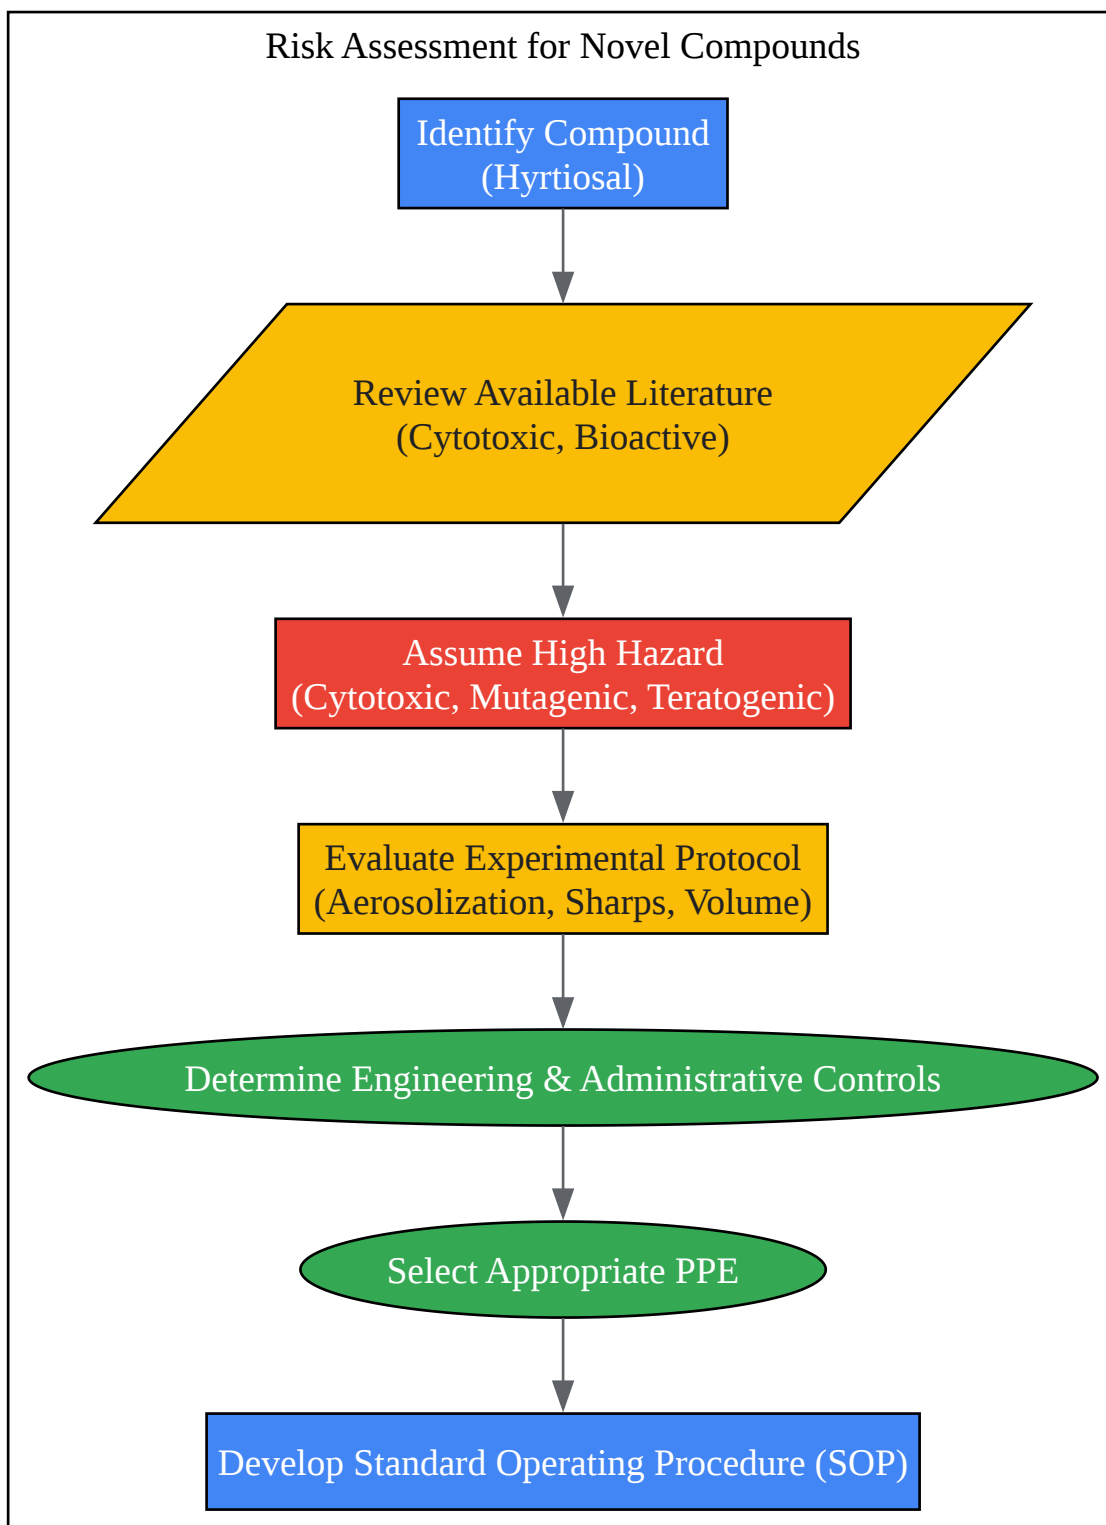 Risk Assessment for Novel Compounds
Identify Compound
(Hyrtiosal)
Review Available Literature
(Cytotoxic, Bioactive)
Assume High Hazard
(Cytotoxic, Mutagenic, Teratogenic)
Evaluate Experimental Protocol
(Aerosolization, Sharps, Volume)
Determine Engineering & Administrative Controls
Select Appropriate PPE
Develop Standard Operating Procedure (SOP)